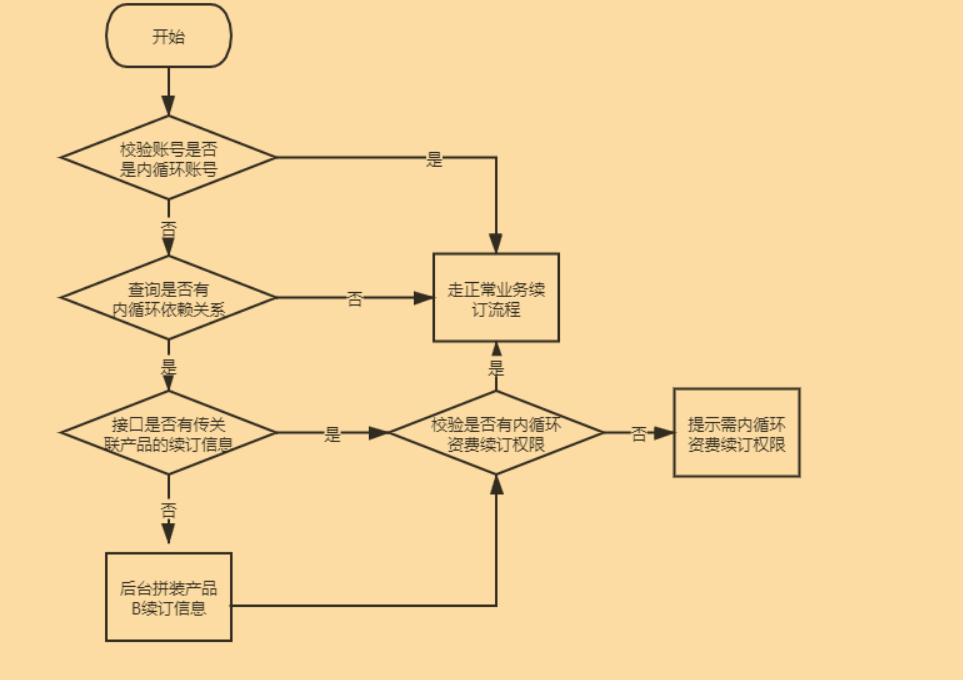 开始
校验账号是否
是内循环账号
是
否
查询是否有
内循环依赖关系
否
走正常业务续
订流程
是
是
接口是否有传关
联产品的续订信息
是
校验是否有内循环
资费续订权限
否
提示需内循环
资费续订权限
否
后台拼装产品
B续订信息